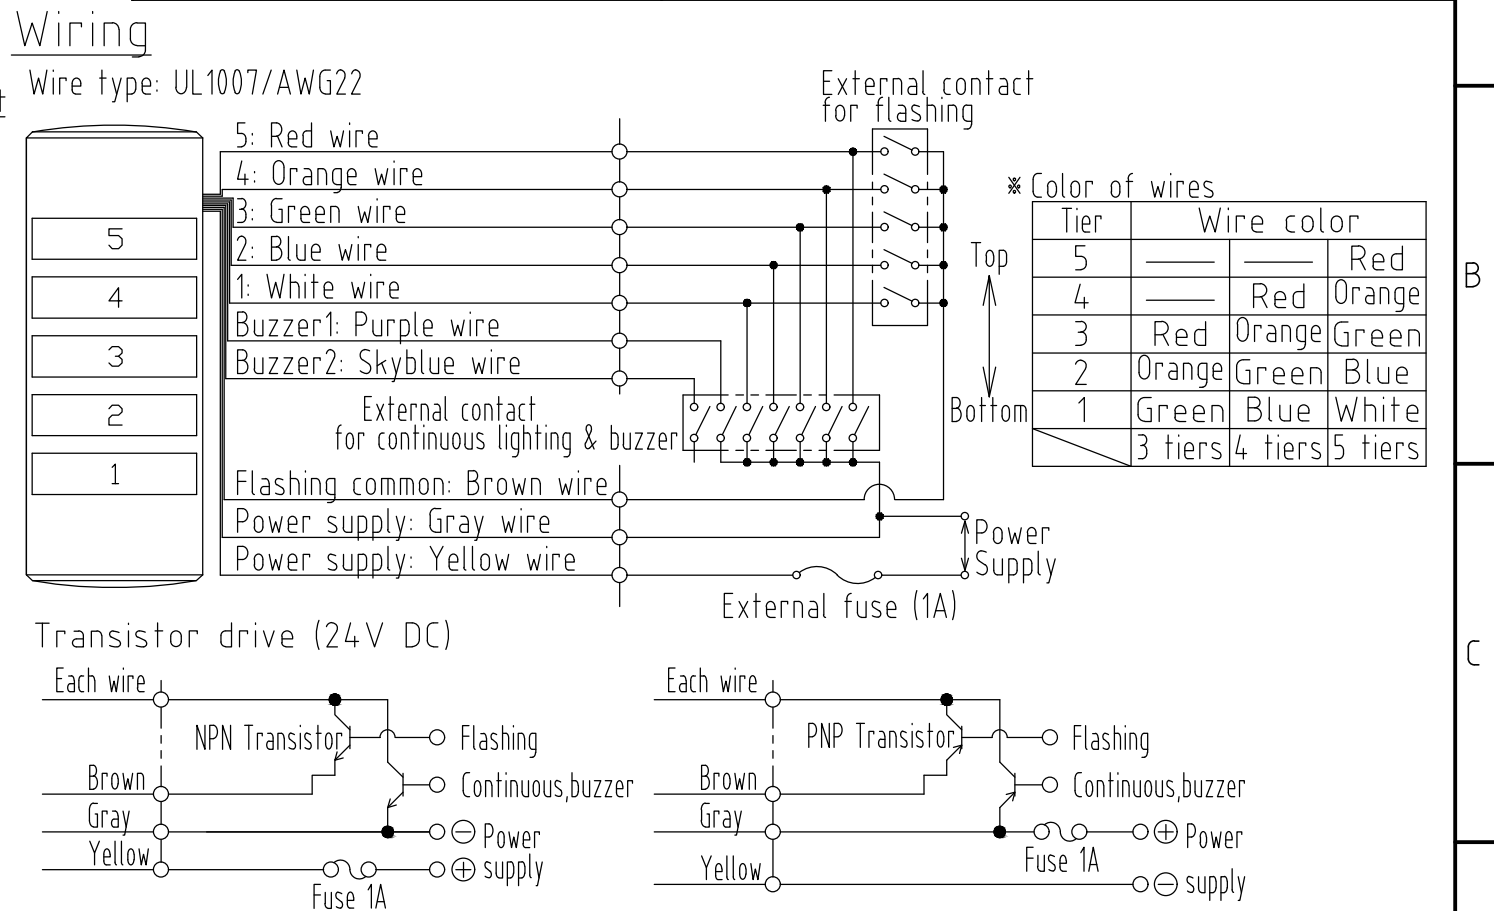 Wiring
Wire type: UL1007/AWG22
t
External contact
for flashing
5: Red wire
4: Orange wire
3: Green wire
2: Blue wire
1: White wire
Buzzer1: Purple wire
Buzzer2: Skyblue wire
5
4
3
2
1
External contact
for continuous lighting & buzzer
Flashing common: Brown wire
Power supply: Gray wire
Power supply: Yellow wire
Power
Supply
External fuse (1A)
Top
Bottom
※ Color of wires
Tier Wire color
5 —— —— Red
4 —— Red Orange
3 Red Orange Green
2 Orange Green Blue
1 Green Blue White
3 tiers 4 tiers 5 tiers
B
C
Transistor drive (24V DC)
Each wire
NPN Transistor
Flashing
Brown
Continuous,buzzer
Gray
⊖ Power
Yellow
⊕ supply
Fuse 1A
Each wire
PNP Transistor
Flashing
Brown
Continuous,buzzer
Gray
⊕ Power
Fuse 1A
Yellow
⊖ supply